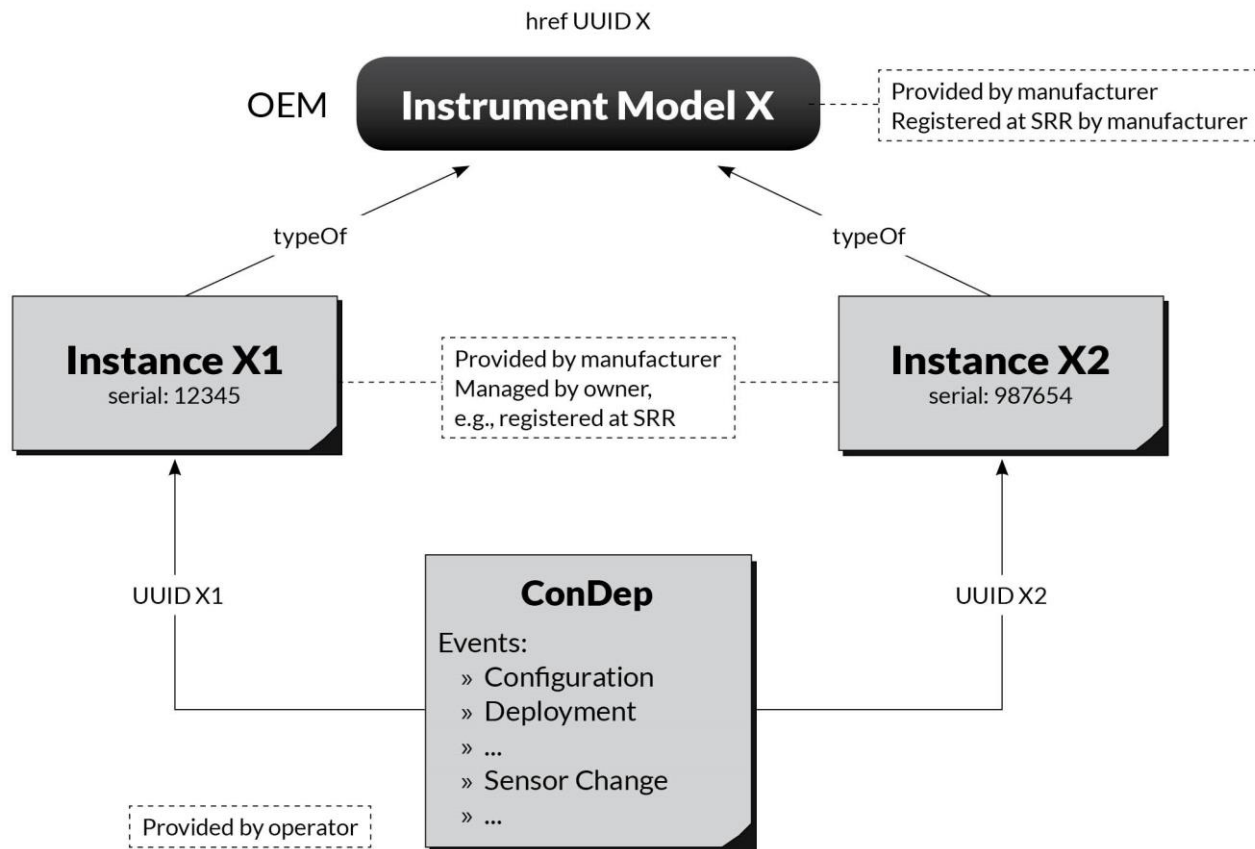 href UUID X
OEM
Instrument Model X
Provided by manufacturer
Registered at SRR by manufacturer
typeOf
typeOf
Instance X1
serial: 12345
Provided by manufacturer
Managed by owner,
e.g., registered at SRR
Instance X2
serial: 987654
UUID X1
ConDep
Events:
» Configuration
» Deployment
» ...
» Sensor Change
» ...
UUID X2
Provided by operator